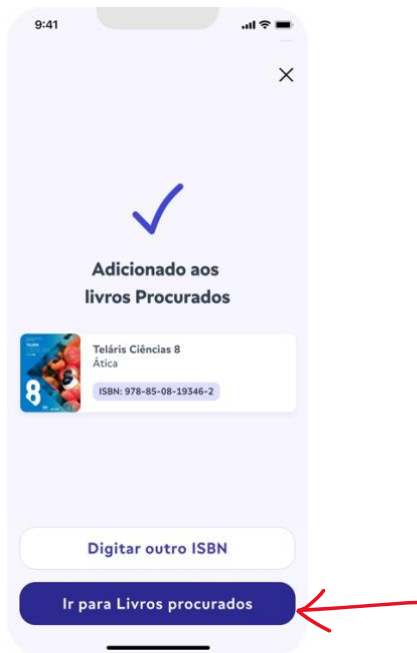 9:41
Adicionado aos
livros Procurados
Teláris Ciências 8
Ática
8
ISBN: 978-85-08-19346-2
Digitar outro ISBN
Ir para Livros procurados